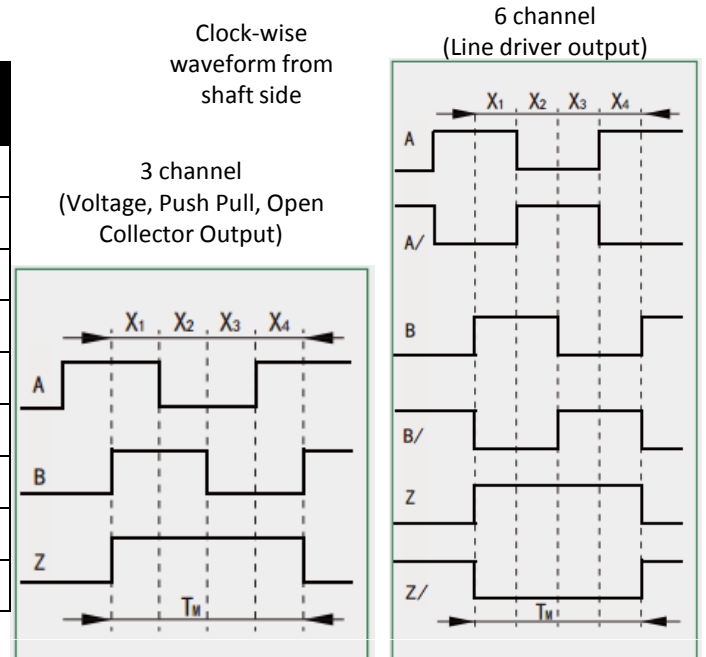 Clock-wise
waveform from
shaft side
3 channel
(Voltage, Push Pull, Open
Collector Output)
X1 X2 X3 X4
A
B
Z
TM
6 channel
(Line driver output)
X1 X2 X3 X4
A
A/
B
B/
Z
Z/
TM